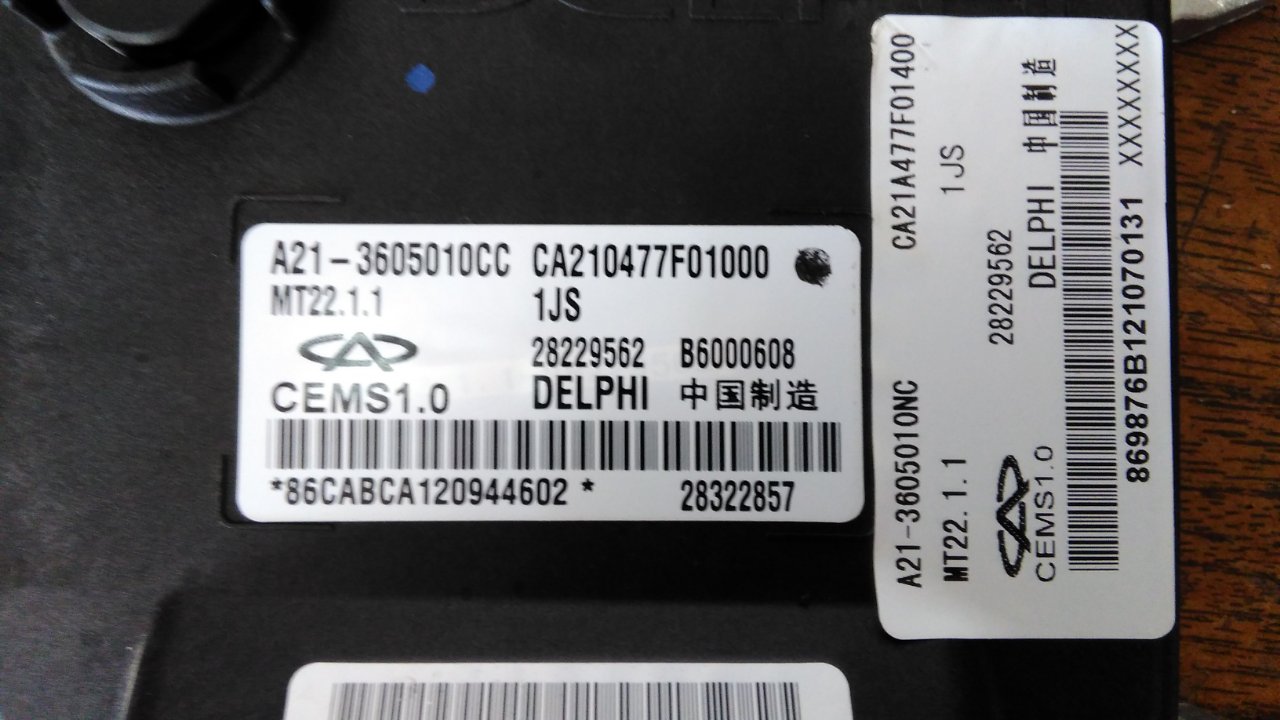 A21-3605010CC CA210477F01000
MT22.1.1 1JS
28229562 B6000608
CEMS1.0 DELPHI 中国制造
*86CABCA120944602 * 28322857
A21-3605010NC CA21A477F01400
MT22.1.1 1JS
28229562
CEMS1.0 DELPHI 中国制造
869876B121070131 XXXXXXXX